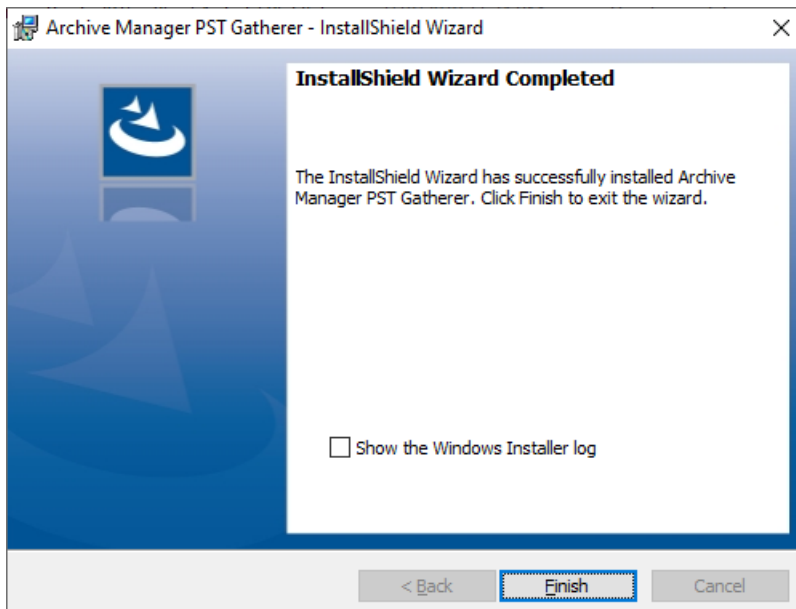 Archive Manager PST Gatherer - InstallShield Wizard
InstallShield Wizard Completed
The InstallShield Wizard has successfully installed Archive
Manager PST Gatherer. Click Finish to exit the wizard.
Show the Windows Installer log
< Back
Finish
Cancel